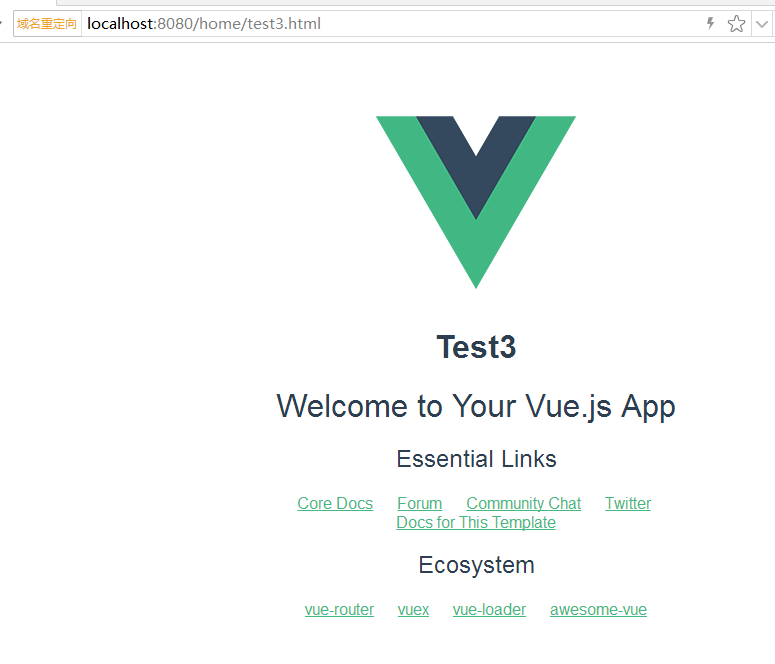 域名重定向 localhost:8080/home/test3.html
Test3
Welcome to Your Vue.js App
Essential Links
Core Docs Forum Community Chat Twitter
Docs for This Template
Ecosystem
vue-router vuex vue-loader awesome-vue